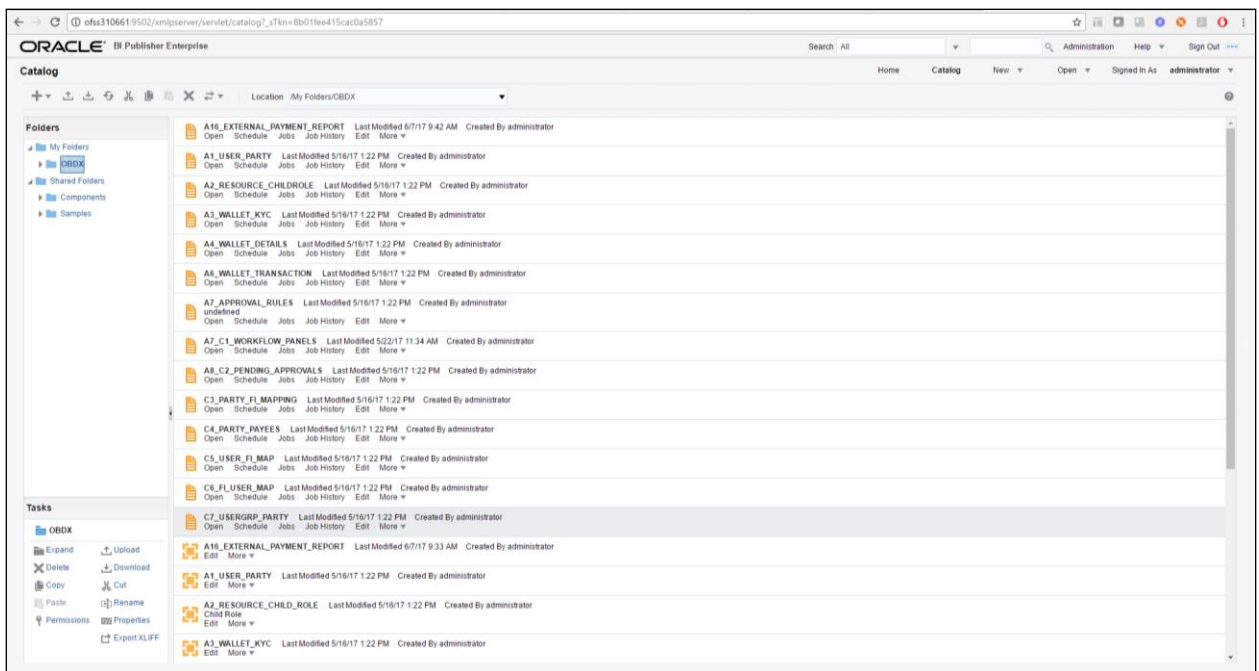 ofss310661:9502/xmlpserver/servlet/catalog?_sTkn=8b01fee415cac0a5857
ORACLE BI Publisher Enterprise Search All Administration Help Sign Out
Catalog Home Catalog New Open Signed In As administrator
Location /My Folders/OBDX
Folders
My Folders
OBDX
Shared Folders
Components
Samples
A16_EXTERNAL_PAYMENT_REPORT Last Modified 6/7/17 9:42 AM Created By administrator
Open Schedule Jobs Job History Edit More
A1_USER_PARTY Last Modified 5/16/17 1:22 PM Created By administrator
Open Schedule Jobs Job History Edit More
A2_RESOURCE_CHILDROLE Last Modified 5/16/17 1:22 PM Created By administrator
Open Schedule Jobs Job History Edit More
A3_WALLET_KYC Last Modified 5/16/17 1:22 PM Created By administrator
Open Schedule Jobs Job History Edit More
A4_WALLET_DETAILS Last Modified 5/16/17 1:22 PM Created By administrator
Open Schedule Jobs Job History Edit More
A6_WALLET_TRANSACTION Last Modified 5/16/17 1:22 PM Created By administrator
Open Schedule Jobs Job History Edit More
A7_APPROVAL_RULES Last Modified 5/16/17 1:22 PM Created By administrator
undefined
Open Schedule Jobs Job History Edit More
A7_C1_WORKFLOW_PANELS Last Modified 5/22/17 11:34 AM Created By administrator
Open Schedule Jobs Job History Edit More
A8_C2_PENDING_APPROVALS Last Modified 5/16/17 1:22 PM Created By administrator
Open Schedule Jobs Job History Edit More
C3_PARTY_FI_MAPPING Last Modified 5/16/17 1:22 PM Created By administrator
Open Schedule Jobs Job History Edit More
C4_PARTY_PAYEES Last Modified 5/16/17 1:22 PM Created By administrator
Open Schedule Jobs Job History Edit More
C5_USER_FI_MAP Last Modified 5/16/17 1:22 PM Created By administrator
Open Schedule Jobs Job History Edit More
C6_FI_USER_MAP Last Modified 5/16/17 1:22 PM Created By administrator
Open Schedule Jobs Job History Edit More
C7_USERGRP_PARTY Last Modified 5/16/17 1:22 PM Created By administrator
Open Schedule Jobs Job History Edit More
A16_EXTERNAL_PAYMENT_REPORT Last Modified 6/7/17 9:33 AM Created By administrator
Edit More
A1_USER_PARTY Last Modified 5/16/17 1:22 PM Created By administrator
Edit More
A2_RESOURCE_CHILD_ROLE Last Modified 5/16/17 1:22 PM Created By administrator
Child Role
Edit More
A3_WALLET_KYC Last Modified 5/16/17 1:22 PM Created By administrator
Edit More
Tasks
OBDX
Expand Upload
Delete Download
Copy Cut
Paste Rename
Permissions Properties
Export XLIFF